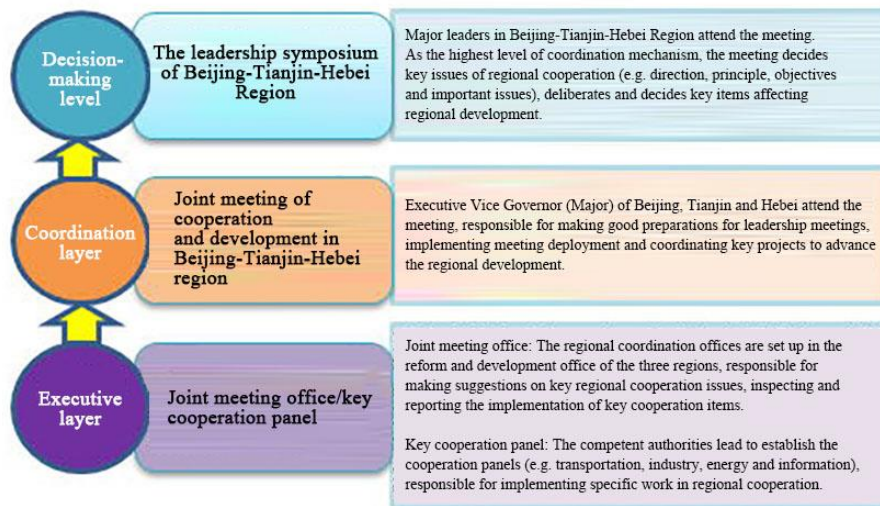 Decision-
making
level
The leadership symposium
of Beijing-Tianjin-Hebei
Region
Major leaders in Beijing-Tianjin-Hebei Region attend the meeting.
As the highest level of coordination mechanism, the meeting decides
key issues of regional cooperation (e.g. direction, principle, objectives
and important issues), deliberates and decides key items affecting
regional development.
Coordination
layer
Joint meeting of
cooperation
and development in
Beijing-Tianjin-Hebei
region
Executive Vice Governor (Major) of Beijing, Tianjin and Hebei attend the
meeting, responsible for making good preparations for leadership meetings,
implementing meeting deployment and coordinating key projects to advance
the regional development.
Executive
layer
Joint meeting office/key
cooperation panel
Joint meeting office: The regional coordination offices are set up in the
reform and development office of the three regions, responsible for
making suggestions on key regional cooperation issues, inspecting and
reporting the implementation of key cooperation items.
Key cooperation panel: The competent authorities lead to establish the
cooperation panels (e.g. transportation, industry, energy and information),
responsible for implementing specific work in regional cooperation.